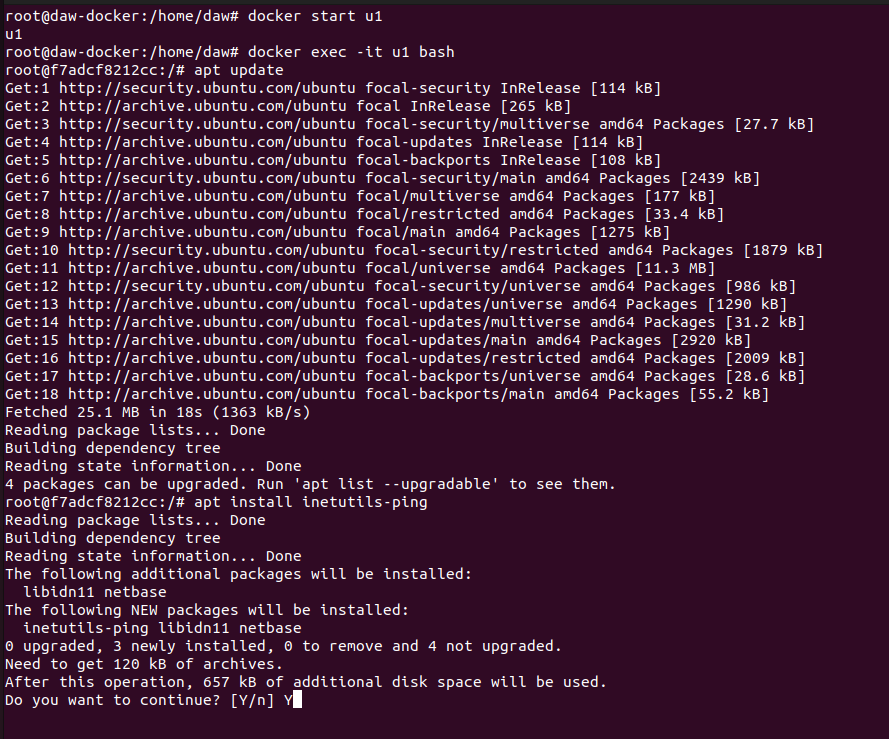 root@daw-docker:/home/daw# docker start u1
u1
root@daw-docker:/home/daw# docker exec -it u1 bash
root@f7adcf8212cc:/# apt update
Get:1 http://security.ubuntu.com/ubuntu focal-security InRelease [114 kB]
Get:2 http://archive.ubuntu.com/ubuntu focal InRelease [265 kB]
Get:3 http://security.ubuntu.com/ubuntu focal-security/multiverse amd64 Packages [27.7 kB]
Get:4 http://archive.ubuntu.com/ubuntu focal-updates InRelease [114 kB]
Get:5 http://archive.ubuntu.com/ubuntu focal-backports InRelease [108 kB]
Get:6 http://security.ubuntu.com/ubuntu focal-security/main amd64 Packages [2439 kB]
Get:7 http://archive.ubuntu.com/ubuntu focal/multiverse amd64 Packages [177 kB]
Get:8 http://archive.ubuntu.com/ubuntu focal/restricted amd64 Packages [33.4 kB]
Get:9 http://archive.ubuntu.com/ubuntu focal/main amd64 Packages [1275 kB]
Get:10 http://security.ubuntu.com/ubuntu focal-security/restricted amd64 Packages [1879 kB]
Get:11 http://archive.ubuntu.com/ubuntu focal/universe amd64 Packages [11.3 MB]
Get:12 http://security.ubuntu.com/ubuntu focal-security/universe amd64 Packages [986 kB]
Get:13 http://archive.ubuntu.com/ubuntu focal-updates/universe amd64 Packages [1290 kB]
Get:14 http://archive.ubuntu.com/ubuntu focal-updates/multiverse amd64 Packages [31.2 kB]
Get:15 http://archive.ubuntu.com/ubuntu focal-updates/main amd64 Packages [2920 kB]
Get:16 http://archive.ubuntu.com/ubuntu focal-updates/restricted amd64 Packages [2009 kB]
Get:17 http://archive.ubuntu.com/ubuntu focal-backports/universe amd64 Packages [28.6 kB]
Get:18 http://archive.ubuntu.com/ubuntu focal-backports/main amd64 Packages [55.2 kB]
Fetched 25.1 MB in 18s (1363 kB/s)
Reading package lists... Done
Building dependency tree
Reading state information... Done
4 packages can be upgraded. Run 'apt list --upgradable' to see them.
root@f7adcf8212cc:/# apt install inetutils-ping
Reading package lists... Done
Building dependency tree
Reading state information... Done
The following additional packages will be installed:
  libidn11 netbase
The following NEW packages will be installed:
  inetutils-ping libidn11 netbase
0 upgraded, 3 newly installed, 0 to remove and 4 not upgraded.
Need to get 120 kB of archives.
After this operation, 657 kB of additional disk space will be used.
Do you want to continue? [Y/n] Y